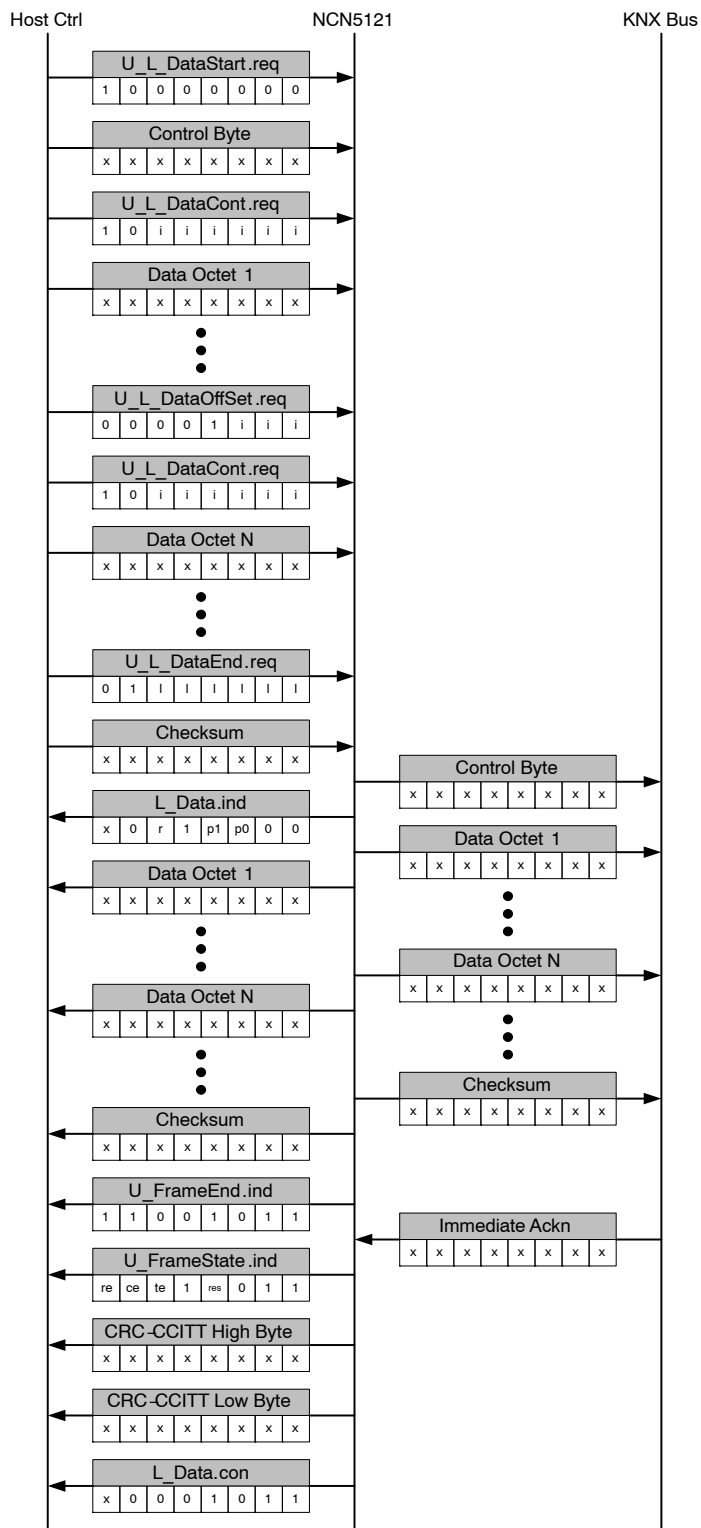 Host Ctrl NCN5121 KNX Bus
U_L_DataStart.req
1 0 0 0 0 0 0 0
Control Byte
x x x x x x x x
U_L_DataCont.req
1 0 i i i i i i
Data Octet 1
x x x x x x x x
U_L_DataOffSet.req
0 0 0 0 1 i i i
U_L_DataCont.req
1 0 i i i i i i
Data Octet N
x x x x x x x x
U_L_DataEnd.req
0 1 l l l l l l
Checksum
x x x x x x x x
Control Byte
x x x x x x x x
L_Data.ind
x 0 r 1 p1 p0 0 0
Data Octet 1
x x x x x x x x
Data Octet 1
x x x x x x x x
Data Octet N
x x x x x x x x
Data Octet N
x x x x x x x x
Checksum
x x x x x x x x
Checksum
x x x x x x x x
U_FrameEnd.ind
1 1 0 0 1 0 1 1
Immediate Ackn
x x x x x x x x
U_FrameState.ind
re ce te 1 res 0 1 1
CRC-CCITT High Byte
x x x x x x x x
CRC-CCITT Low Byte
x x x x x x x x
L_Data.con
x 0 0 0 1 0 1 1